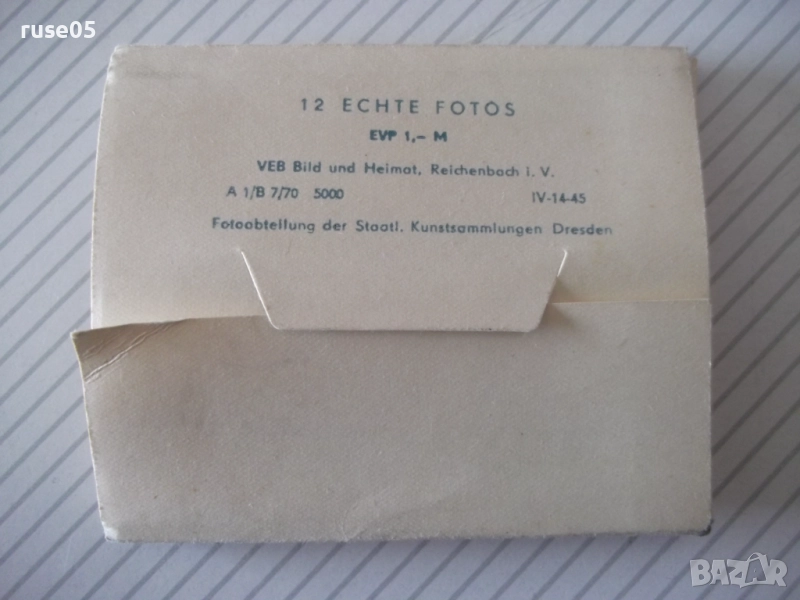 ruse05
12 ECHTE FOTOS
EVP 1,– M
VEB Bild und Heimat, Reichenbach i. V.
A 1/B 7/70 5000 IV-14-45
Fotoabteilung der Staatl. Kunstsammlungen Dresden
BAZAR